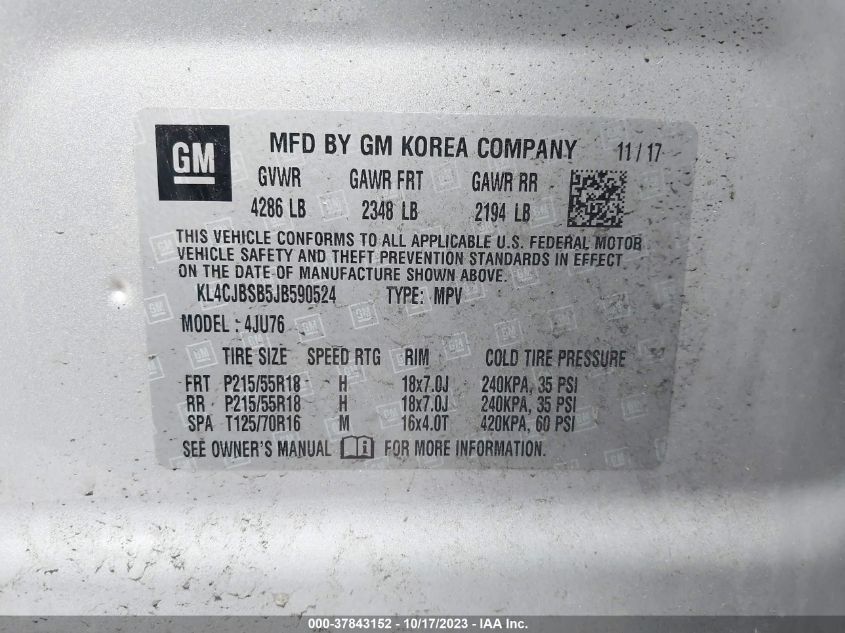 GM MFD BY GM KOREA COMPANY 11/17
GVWR GAWR FRT GAWR RR
4286 LB 2348 LB 2194 LB
THIS VEHICLE CONFORMS TO ALL APPLICABLE U.S. FEDERAL MOTOR
VEHICLE SAFETY AND THEFT PREVENTION STANDARDS IN EFFECT
ON THE DATE OF MANUFACTURE SHOWN ABOVE.
KL4CJBSB5JB590524 TYPE: MPV
MODEL: 4JU76
TIRE SIZE SPEED RTG RIM COLD TIRE PRESSURE
FRT P215/55R18 H 18x7.0J 240KPA, 35 PSI
RR P215/55R18 H 18x7.0J 240KPA, 35 PSI
SPA T125/70R16 M 16x4.0T 420KPA, 60 PSI
SEE OWNER'S MANUAL FOR MORE INFORMATION.
000-37843152 - 10/17/2023 - IAAI, Inc.